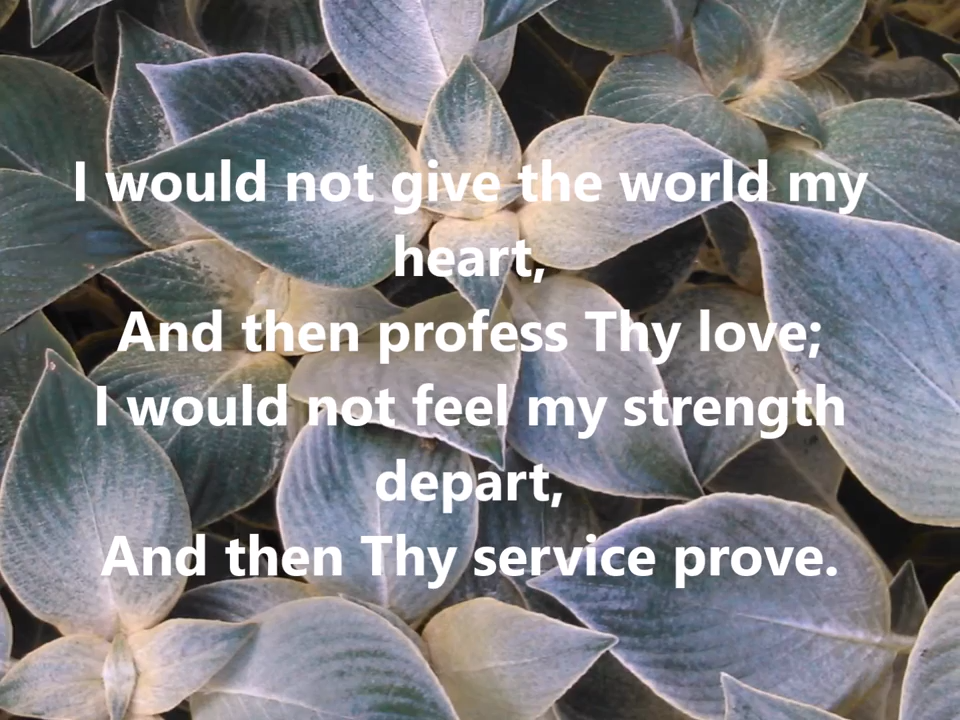 I would not give the world my
heart,
And then profess Thy love;
I would not feel my strength
depart,
And then Thy service prove.